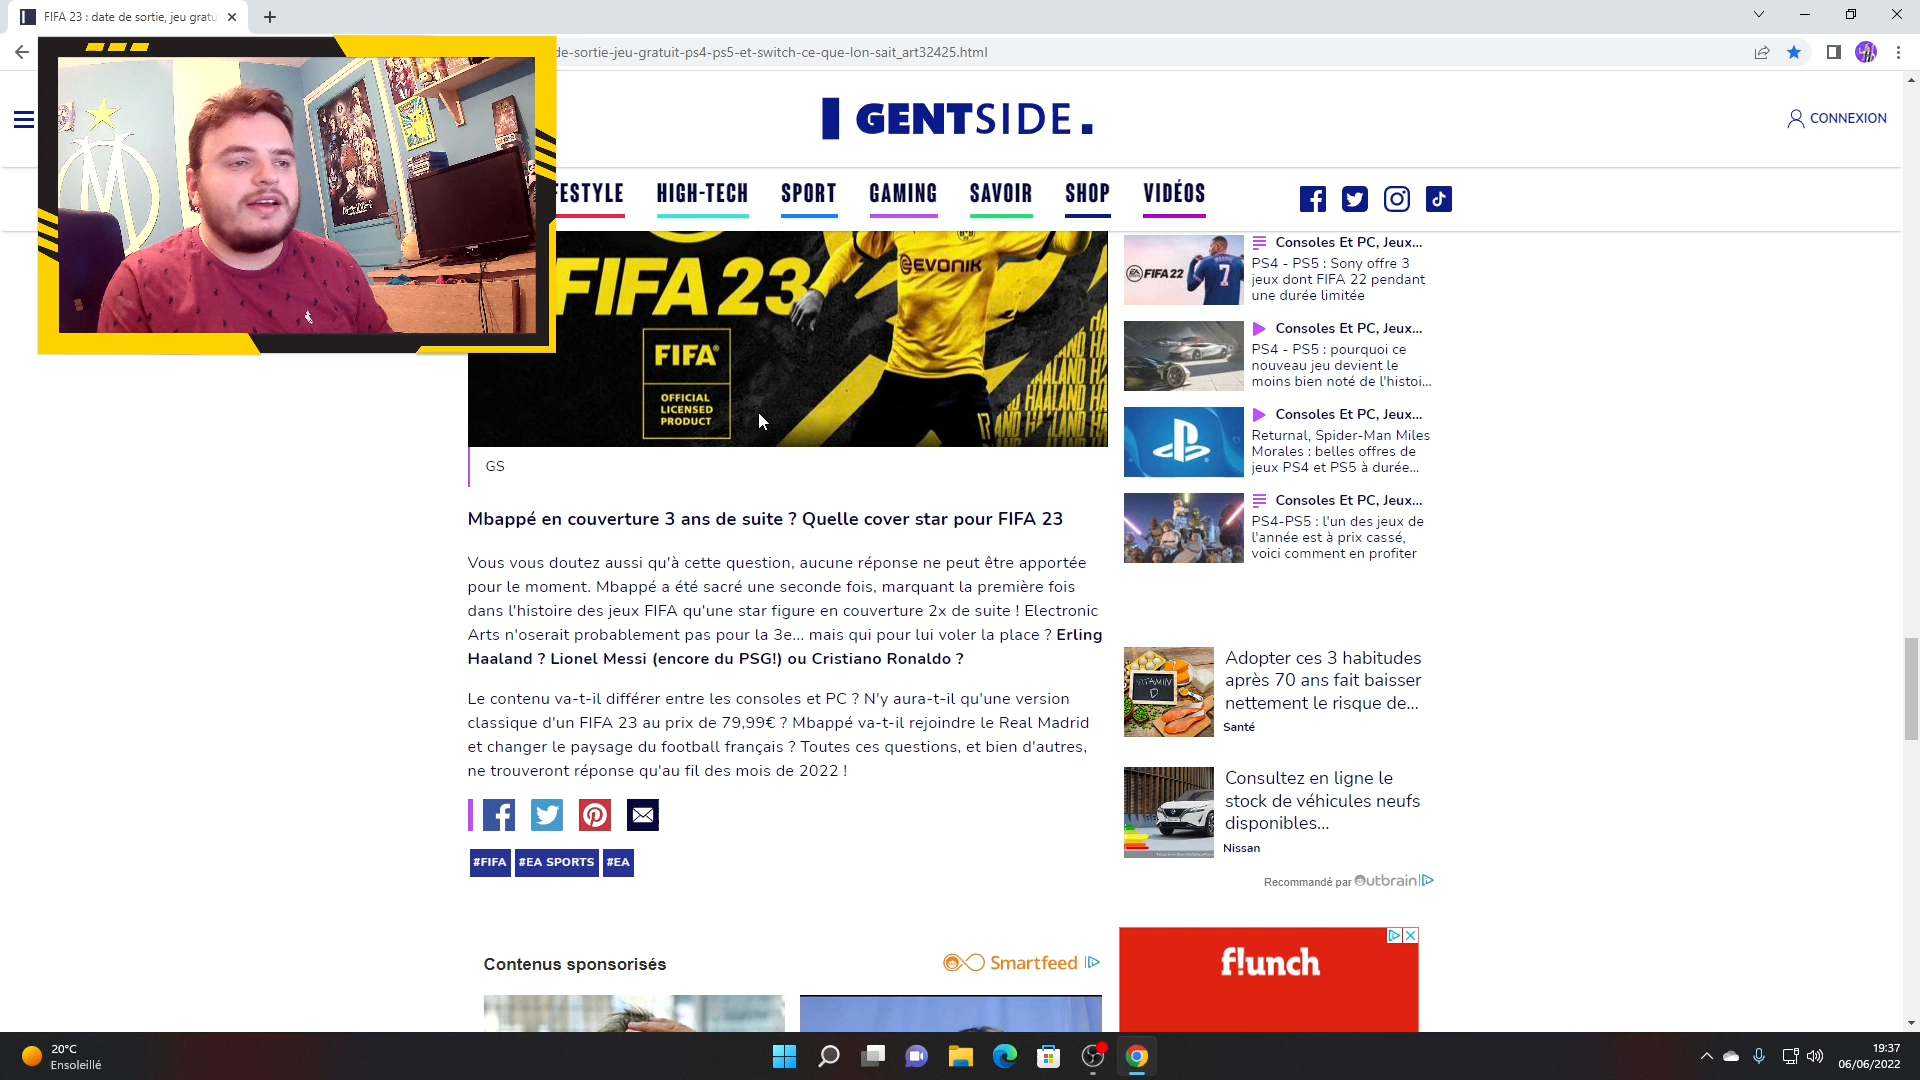 FIFA 23 : date de sortie, jeu gratu
de-sortie-jeu-gratuit-ps4-ps5-et-switch-ce-que-lon-sait_art32425.html
GENTSIDE.
CONNEXION
FESTYLE HIGH-TECH SPORT GAMING SAVOIR SHOP VIDÉOS
EVONIK
FIFA 23
FIFA
OFFICIAL
LICENSED
PRODUCT
GS
Mbappé en couverture 3 ans de suite ? Quelle cover star pour FIFA 23
Vous vous doutez aussi qu'à cette question, aucune réponse ne peut être apportée
pour le moment. Mbappé a été sacré une seconde fois, marquant la première fois
dans l'histoire des jeux FIFA qu'une star figure en couverture 2x de suite ! Electronic
Arts n'oserait probablement pas pour la 3e... mais qui pour lui voler la place ? Erling
Haaland ? Lionel Messi (encore du PSG!) ou Cristiano Ronaldo ?
Le contenu va-t-il différer entre les consoles et PC ? N'y aura-t-il qu'une version
classique d'un FIFA 23 au prix de 79,99€ ? Mbappé va-t-il rejoindre le Real Madrid
et changer le paysage du football français ? Toutes ces questions, et bien d'autres,
ne trouveront réponse qu'au fil des mois de 2022 !
#FIFA #EA SPORTS #EA
Contenus sponsorisés
Smartfeed
FIFA 22
7
Consoles Et PC, Jeux...
PS4 - PS5 : Sony offre 3
jeux dont FIFA 22 pendant
une durée limitée
Consoles Et PC, Jeux...
PS4 - PS5 : pourquoi ce
nouveau jeu devient le
moins bien noté de l'histoi...
Consoles Et PC, Jeux...
Returnal, Spider-Man Miles
Morales : belles offres de
jeux PS4 et PS5 à durée...
Consoles Et PC, Jeux...
PS4-PS5 : l'un des jeux de
l'année est à prix cassé,
voici comment en profiter
VITAMIN
D
Adopter ces 3 habitudes
après 70 ans fait baisser
nettement le risque de...
Santé
Consultez en ligne le
stock de véhicules neufs
disponibles...
Nissan
Recommandé par Outbrain
flunch
20°C
Ensoleillé
19:37
06/06/2022